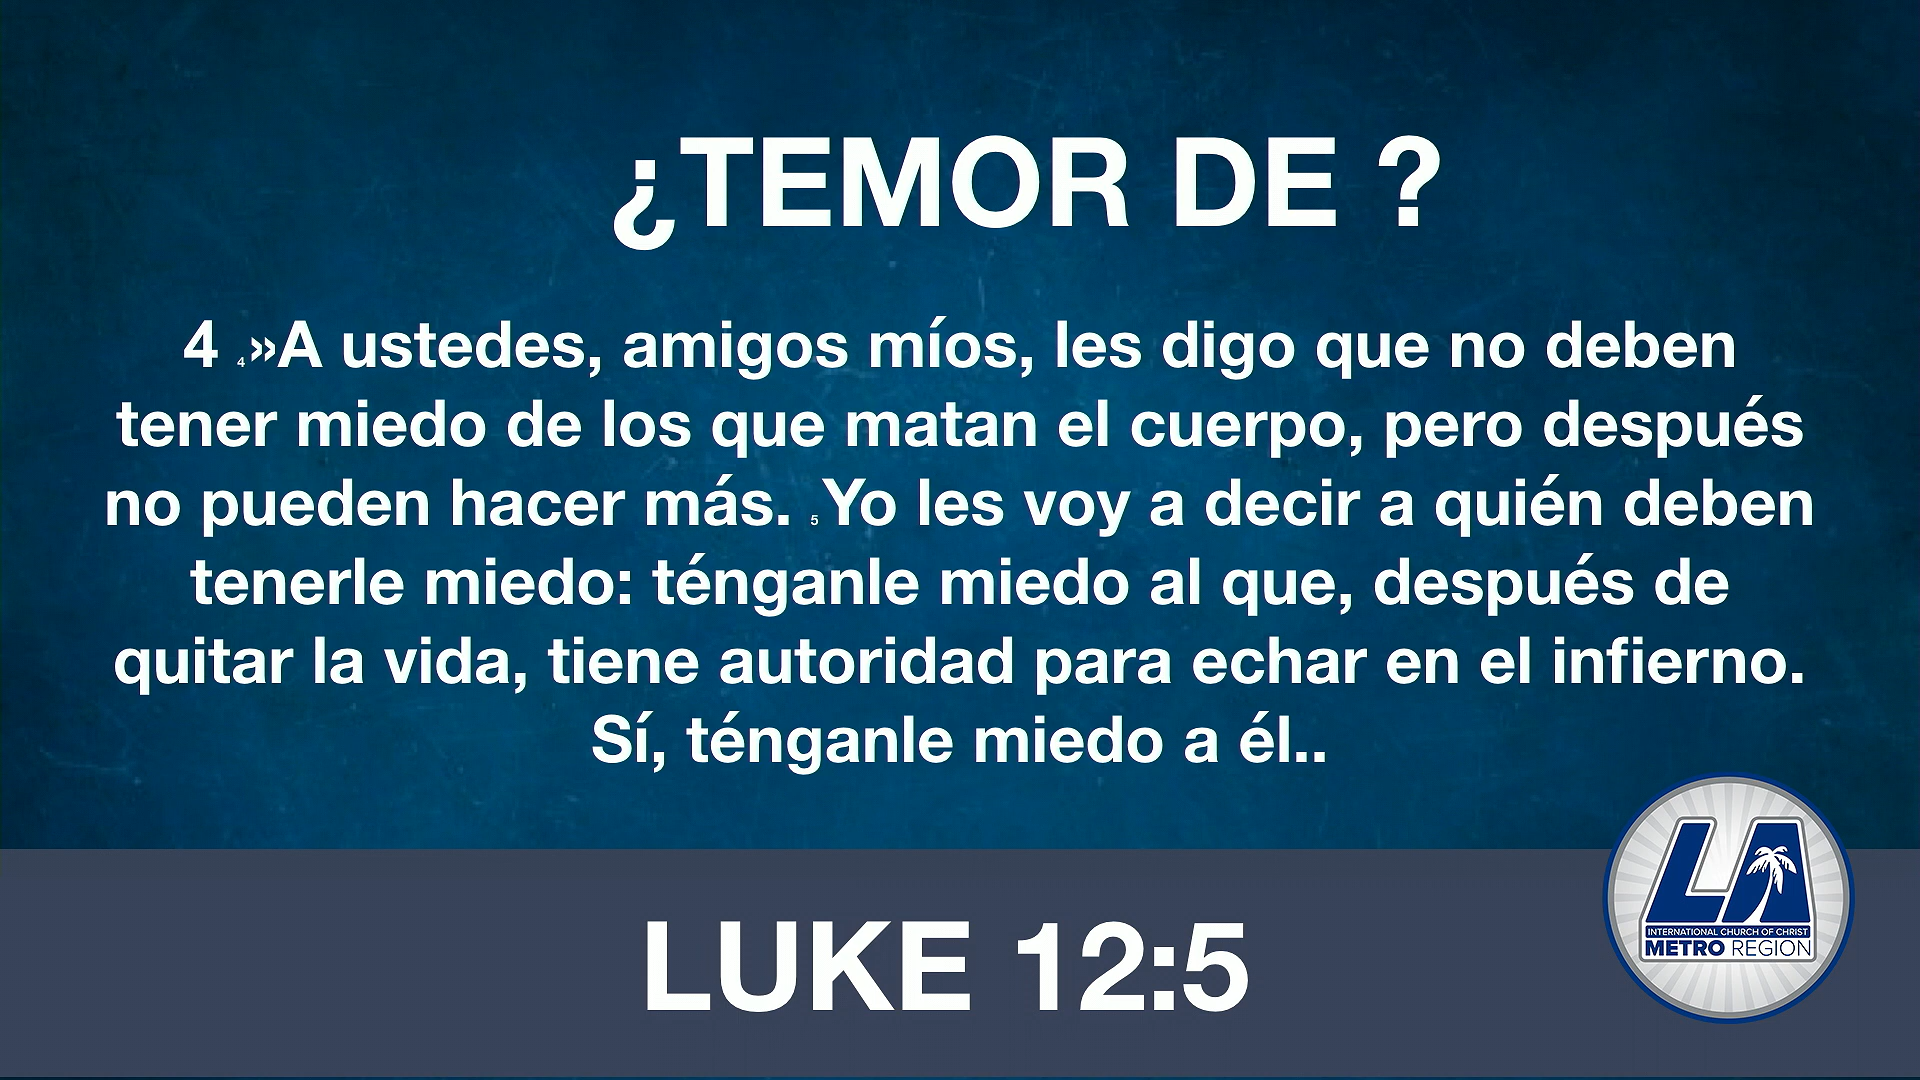 ¿TEMOR DE ?
4 4 »A ustedes, amigos míos, les digo que no deben
tener miedo de los que matan el cuerpo, pero después
no pueden hacer más. 5 Yo les voy a decir a quién deben
tenerle miedo: ténganle miedo al que, después de
quitar la vida, tiene autoridad para echar en el infierno.
Sí, ténganle miedo a él..
LUKE 12:5
LA
INTERNATIONAL CHURCH OF CHRIST
METRO REGION